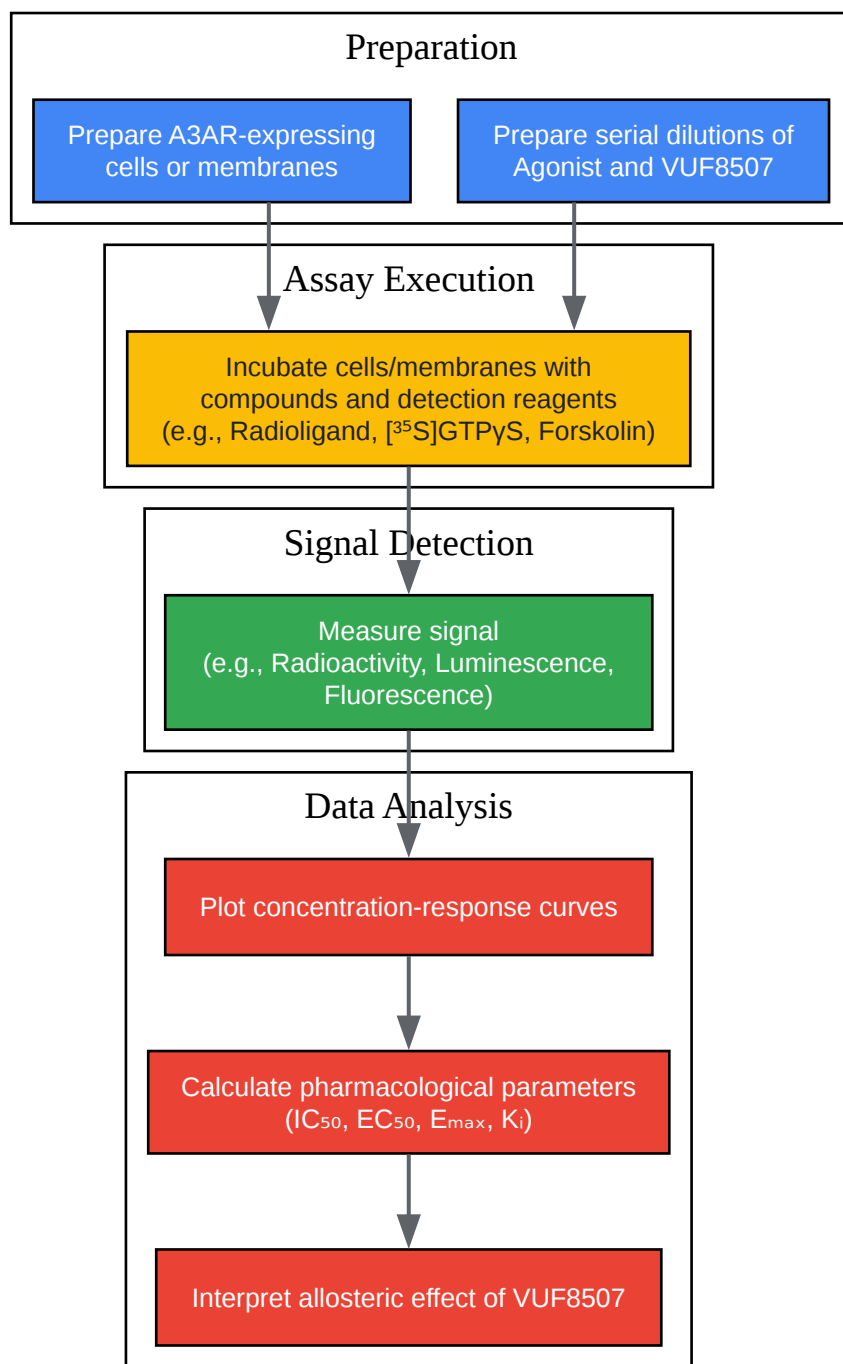 Preparation
Prepare A3AR-expressing
cells or membranes
Prepare serial dilutions of
Agonist and VUF8507
Assay Execution
Incubate cells/membranes with
compounds and detection reagents
(e.g., Radioligand, [³⁵S]GTPγS, Forskolin)
Signal Detection
Measure signal
(e.g., Radioactivity, Luminescence,
Fluorescence)
Data Analysis
Plot concentration-response curves
Calculate pharmacological parameters
(IC₅₀, EC₅₀, Eₘₐₓ, Kᵢ)
Interpret allosteric effect of VUF8507